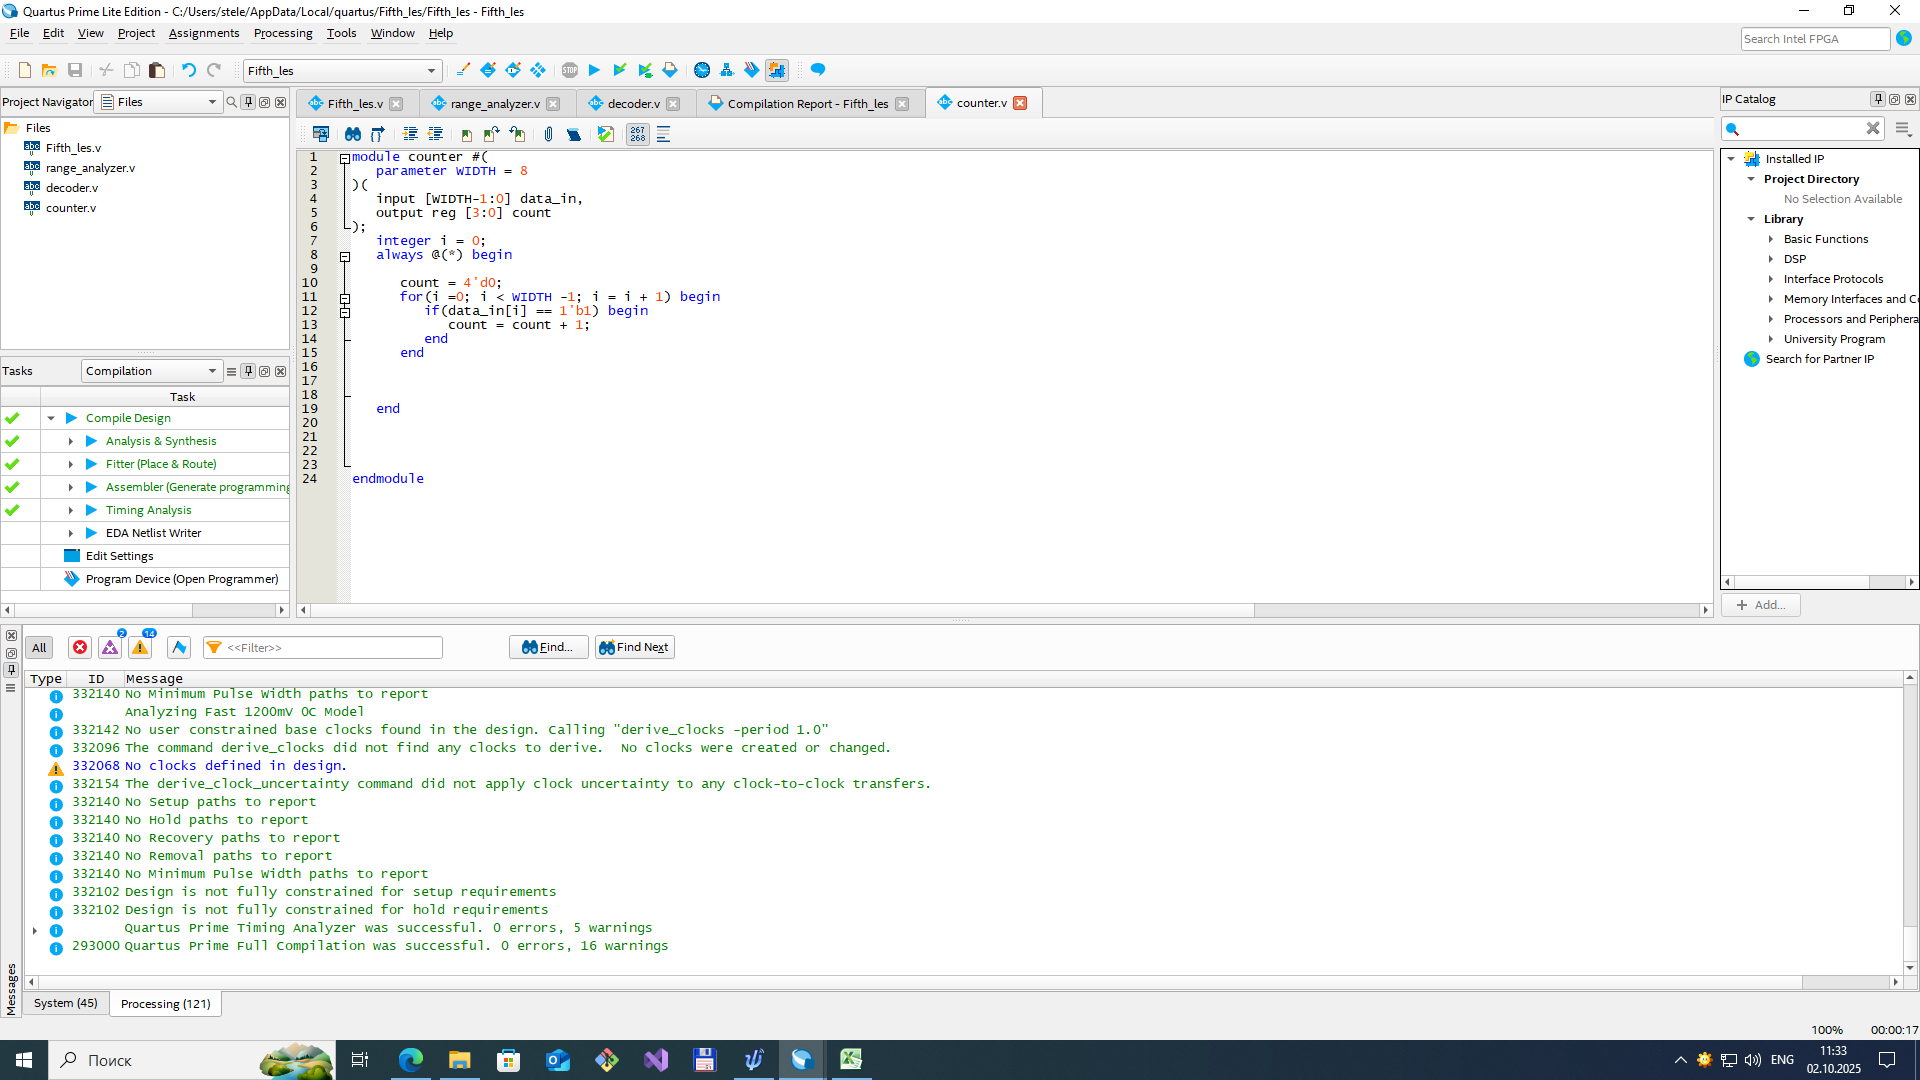 Quartus Prime Lite Edition - C:/Users/stele/AppData/Local/quartus/Fifth_les/Fifth_les - Fifth_les
File Edit View Project Assignments Processing Tools Window Help
Search Intel FPGA
Fifth_les
STOP
Project Navigator Files
Files
Fifth_les.v
range_analyzer.v
decoder.v
counter.v
Tasks Compilation
Task
Compile Design
Analysis & Synthesis
Fitter (Place & Route)
Assembler (Generate programming
Timing Analysis
EDA Netlist Writer
Edit Settings
Program Device (Open Programmer)
Fifth_les.v range_analyzer.v decoder.v Compilation Report - Fifth_les counter.v
267
268
1 module counter #(
2 parameter WIDTH = 8
3 )(
4 input [WIDTH-1:0] data_in,
5 output reg [3:0] count
6 );
7 integer i = 0;
8 always @(*) begin
9
10 count = 4'd0;
11 for(i =0; i < WIDTH -1; i = i + 1) begin
12 if(data_in[i] == 1'b1) begin
13 count = count + 1;
14 end
15 end
16
17
18
19 end
20
21
22
23
24 endmodule
IP Catalog
Installed IP
Project Directory
No Selection Available
Library
Basic Functions
DSP
Interface Protocols
Memory Interfaces and Co
Processors and Periphera
University Program
Search for Partner IP
+ Add...
All 2 14 <<Filter>> Find... Find Next
Type ID Message
332140 No Minimum Pulse Width paths to report
Analyzing Fast 1200mV 0C Model
332142 No user constrained base clocks found in the design. Calling "derive_clocks -period 1.0"
332096 The command derive_clocks did not find any clocks to derive.  No clocks were created or changed.
332068 No clocks defined in design.
332154 The derive_clock_uncertainty command did not apply clock uncertainty to any clock-to-clock transfers.
332140 No Setup paths to report
332140 No Hold paths to report
332140 No Recovery paths to report
332140 No Removal paths to report
332140 No Minimum Pulse Width paths to report
332102 Design is not fully constrained for setup requirements
332102 Design is not fully constrained for hold requirements
Quartus Prime Timing Analyzer was successful. 0 errors, 5 warnings
293000 Quartus Prime Full Compilation was successful. 0 errors, 16 warnings
Messages
System (45) Processing (121)
100% 00:00:17
Поиск
ENG
11:33
02.10.2025